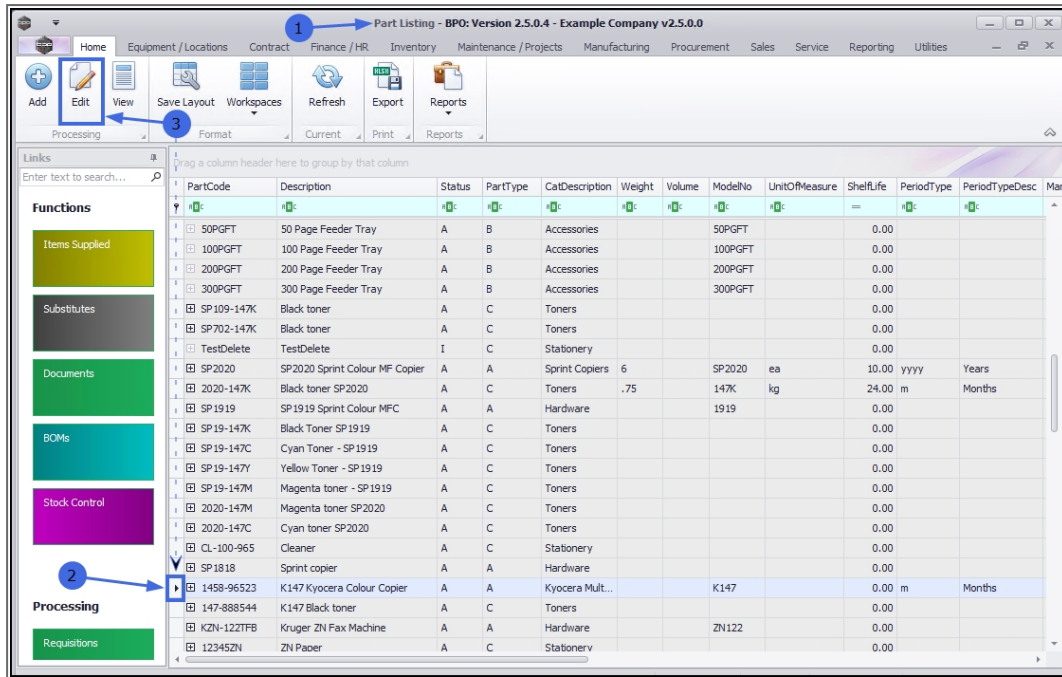 1 Part Listing - BPO: Version 2.5.0.4 - Example Company v2.5.0.0
Home Equipment / Locations Contract Finance / HR Inventory Maintenance / Projects Manufacturing Procurement Sales Service Reporting Utilities
Add Edit View Save Layout Workspaces Refresh Export Reports
3
Processing Format Current Print Reports
Links
Drag a column header here to group by that column
Enter text to search...
PartCode Description Status PartType CatDescription Weight Volume ModelNo UnitOfMeasure ShelfLife PeriodType PeriodTypeDesc Mar
Functions
Items Supplied
Substitutes
Documents
BOMs
Stock Control
2
Processing
Requisitions
50PGFT 50 Page Feeder Tray A B Accessories 50PGFT 0.00
100PGFT 100 Page Feeder Tray A B Accessories 100PGFT 0.00
200PGFT 200 Page Feeder Tray A B Accessories 200PGFT 0.00
300PGFT 300 Page Feeder Tray A B Accessories 300PGFT 0.00
SP109-147K Black toner A C Toners 0.00
SP702-147K Black toner A C Toners 0.00
TestDelete TestDelete I C Stationery 0.00
SP2020 SP2020 Sprint Colour MF Copier A A Sprint Copiers 6 SP2020 ea 10.00 yyyy Years
2020-147K Black toner SP2020 A C Toners .75 147K kg 24.00 m Months
SP1919 SP1919 Sprint Colour MFC A A Hardware 1919 0.00
SP19-147K Black Toner SP1919 A C Toners 0.00
SP19-147C Cyan Toner - SP1919 A C Toners 0.00
SP19-147Y Yellow Toner - SP1919 A C Toners 0.00
SP19-147M Magenta toner - SP1919 A C Toners 0.00
2020-147M Magenta toner SP2020 A C Toners 0.00
2020-147C Cyan toner SP2020 A C Toners 0.00
CL-100-965 Cleaner A C Stationery 0.00
SP1818 Sprint copier A A Hardware 0.00
1458-96523 K147 Kyocera Colour Copier A A Kyocera Mult... K147 0.00 m Months
147-888544 K147 Black toner A C Toners 0.00
KZN-122TFB Kruger ZN Fax Machine A A Hardware ZN122 0.00
12345ZN ZN Paper A C Stationery 0.00